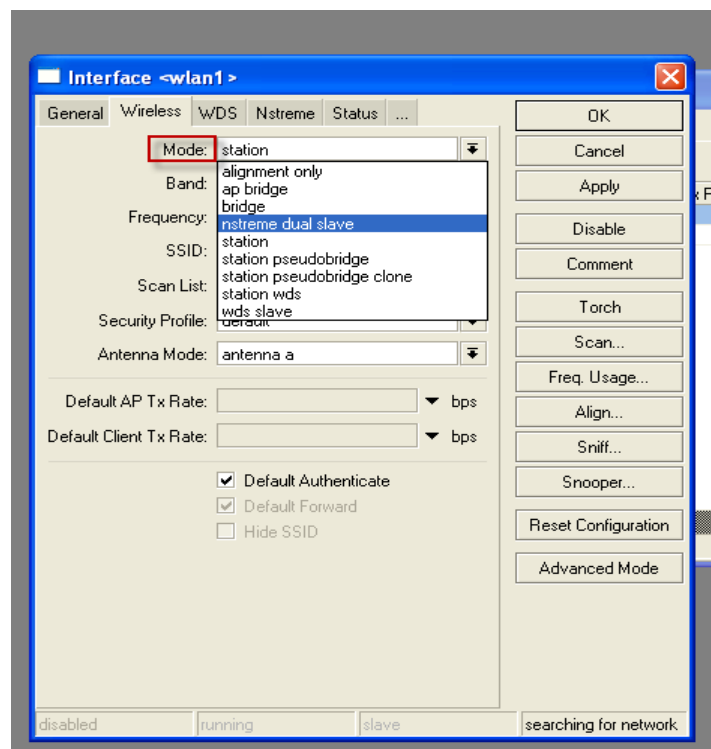 Interface <wlan1>
General Wireless WDS Nstreme Status ...
Mode: station
alignment only
ap bridge
bridge
nstreme dual slave
station
station pseudobridge
station pseudobridge clone
station wds
wds slave
Band:
Frequency:
SSID:
Scan List:
Security Profile: default
Antenna Mode: antenna a
Default AP Tx Rate: bps
Default Client Tx Rate: bps
Default Authenticate
Default Forward
Hide SSID
OK
Cancel
Apply
Disable
Comment
Torch
Scan...
Freq. Usage...
Align...
Sniff...
Snooper...
Reset Configuration
Advanced Mode
disabled running slave searching for network